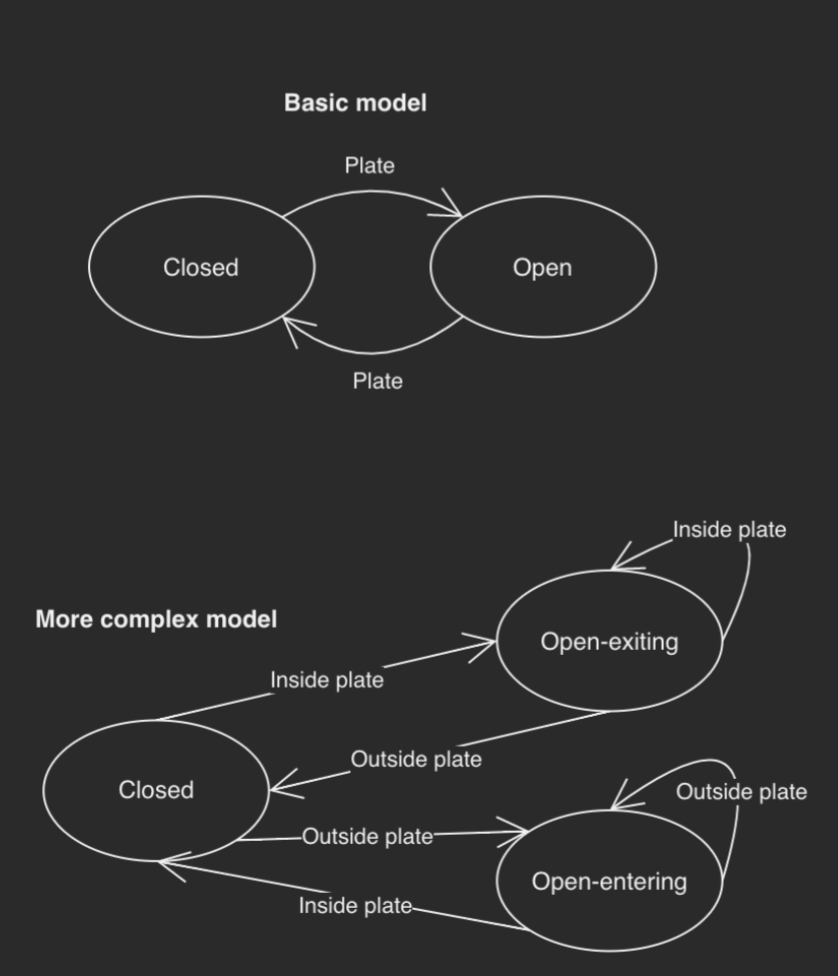 Basic model
Plate
Closed
Open
Plate
Inside plate
More complex model
Open-exiting
Inside plate
Outside plate
Closed
Outside plate
Outside plate
Open-entering
Inside plate